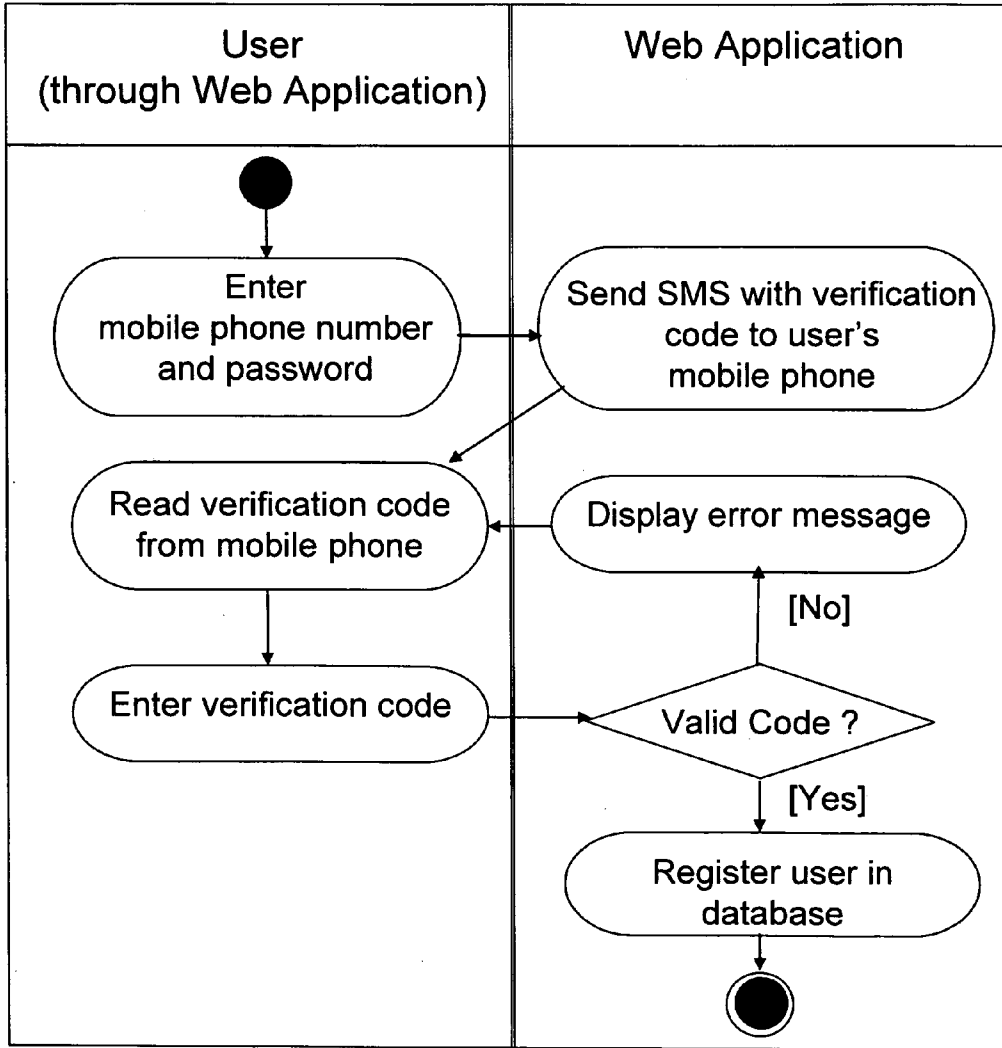 User
(through Web Application)
Web Application
Enter
mobile phone number
and password
Send SMS with verification
code to user's
mobile phone
Read verification code
from mobile phone
Display error message
[No]
Enter verification code
Valid Code ?
[Yes]
Register user in
database